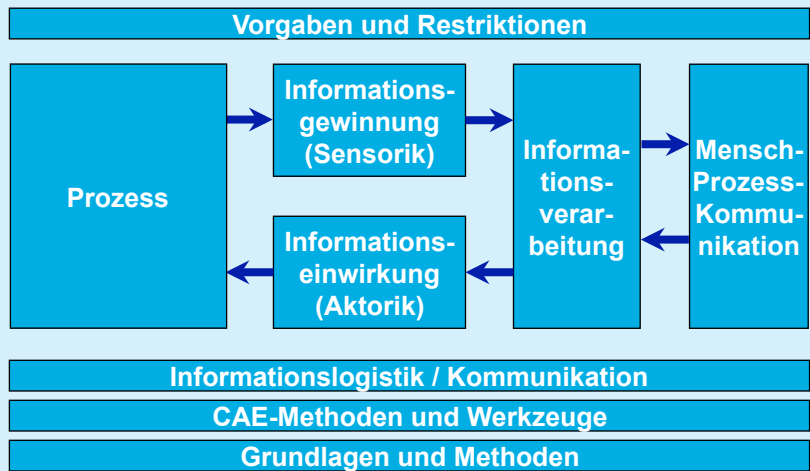 Vorgaben und Restriktionen
Prozess
Informations-
gewinnung
(Sensorik)
Informations-
einwirkung
(Aktorik)
Informa-
tions-
verar-
beitung
Mensch-
Prozess-
Kommu-
nikation
Informationslogistik / Kommunikation
CAE-Methoden und Werkzeuge
Grundlagen und Methoden